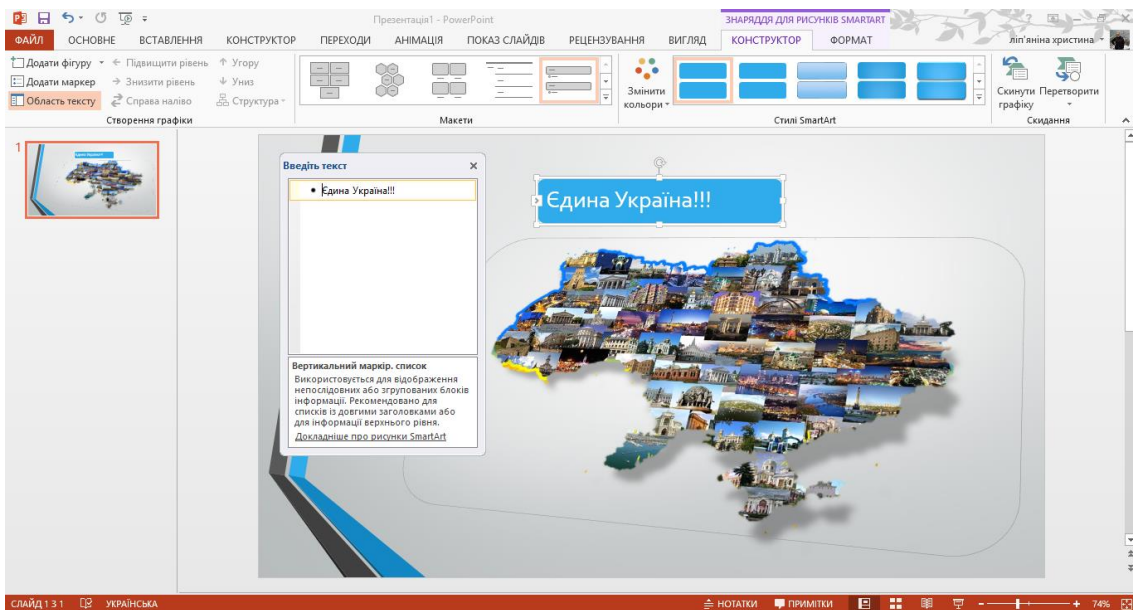 Презентація1 - PowerPoint
ЗНАРЯДДЯ ДЛЯ РИСУНКІВ SMARTART
ФАЙЛ ОСНОВНЕ ВСТАВЛЕННЯ КОНСТРУКТОР ПЕРЕХОДИ АНІМАЦІЯ ПОКАЗ СЛАЙДІВ РЕЦЕНЗУВАННЯ ВИГЛЯД КОНСТРУКТОР ФОРМАТ ліп'яніна христина
Додати фігуру Підвищити рівень Угору
Додати маркер Знизити рівень Униз
Область тексту Справа наліво Структура
Змінити
кольори
Скинути Перетворити
графіку
Створення графіки Макети Стилі SmartArt Скидання
1
Введіть текст
• Єдина Україна!!!
Вертикальний маркір. список
Використовується для відображення
непослідовних або згрупованих блоків
інформації. Рекомендовано для
списків із довгими заголовками або
для інформації верхнього рівня.
Докладніше про рисунки SmartArt
Єдина Україна!!!
СЛАЙД 1 З 1 УКРАЇНСЬКА НОТАТКИ ПРИМІТКИ 74%